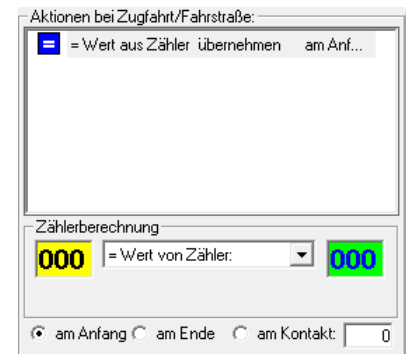 Aktionen bei Zugfahrt/Fahrstraße:
= = Wert aus Zähler übernehmen am Anf...
Zählerberechnung
000 = Wert von Zähler: 000
am Anfang am Ende am Kontakt: 0